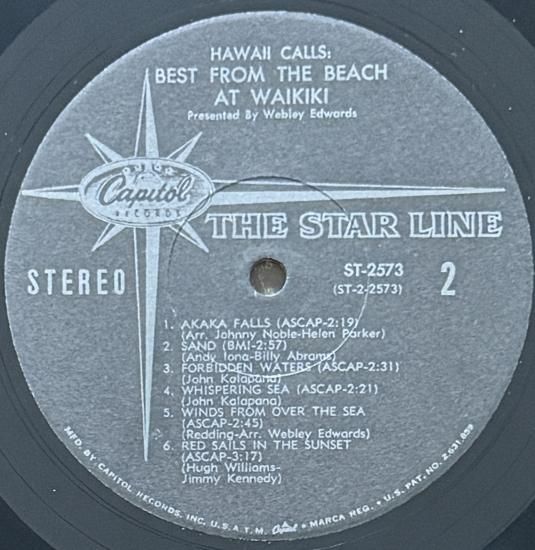 HAWAII CALLS:
BEST FROM THE BEACH
AT WAIKIKI
Presented By Webley Edwards
Capitol
RECORDS
THE STAR LINE
STEREO
ST-2573
(ST-2-2573)
2
1. AKAKA FALLS (ASCAP-2:19)
(Arr. Johnny Noble-Helen Parker)
2. SAND (BMI-2:57)
(Andy Iona-Billy Abrams)
3. FORBIDDEN WATERS (ASCAP-2:31)
(John Kalapana)
4. WHISPERING SEA (ASCAP-2:21)
(John Kalapana)
5. WINDS FROM OVER THE SEA
(ASCAP-2:45)
(Redding-Arr. Webley Edwards)
6. RED SAILS IN THE SUNSET
(ASCAP-3:17)
(Hugh Williams-
Jimmy Kennedy)
MFD. BY CAPITOL RECORDS, INC. U.S.A. T.M. Capitol • MARCA REG. • U.S. PAT. NO. 2,631,859